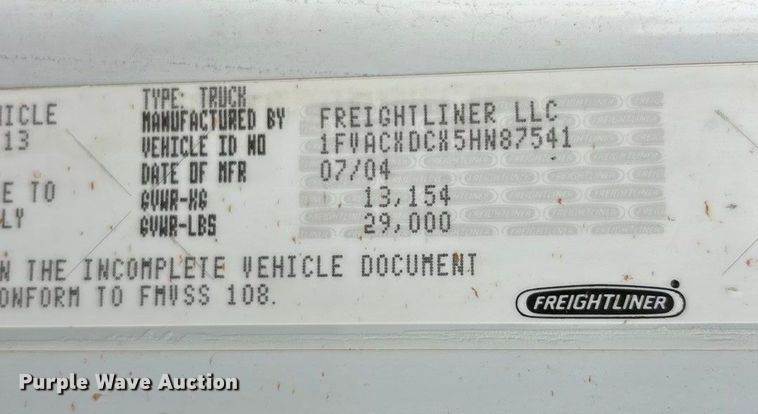 TYPE: TRUCK
HICLE MANUFACTURED BY FREIGHTLINER LLC
13 VEHICLE ID NO 1FVACXDCX5HN87541
DATE OF MFR 07/04
E TO GVWR-KG 13,154
LY GVWR-LBS 29,000
N THE INCOMPLETE VEHICLE DOCUMENT
ONFORM TO FMVSS 108.
FREIGHTLINER
Purple Wave Auction